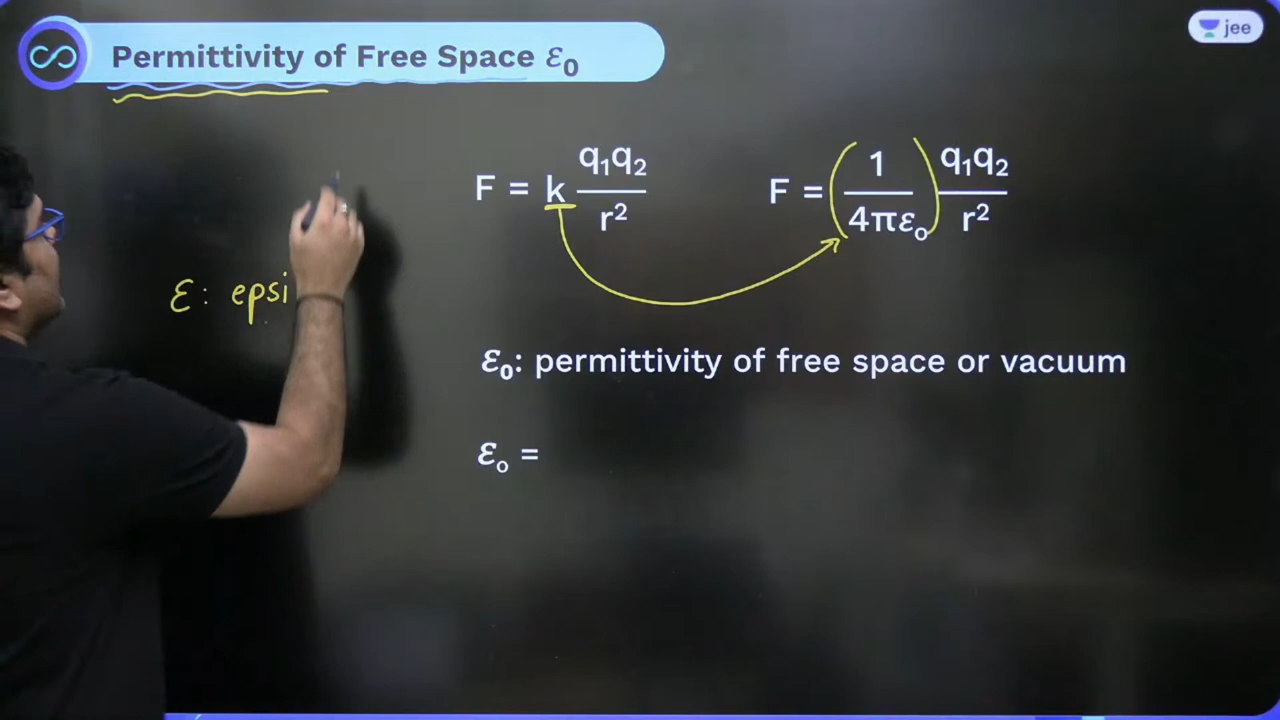 Permittivity of Free Space ε₀
jee
F = k q₁q₂ / r²
F = (1 / 4πε₀) q₁q₂ / r²
ε : epsi
ε₀: permittivity of free space or vacuum
ε₀ =